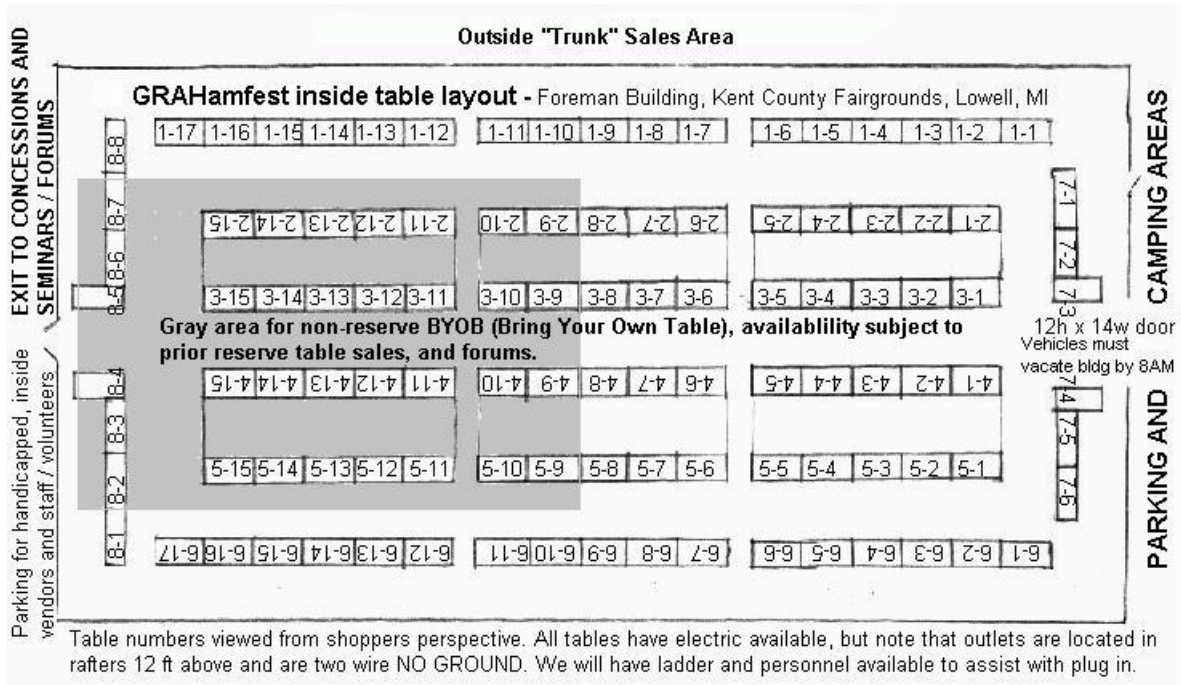 Outside "Trunk" Sales Area
GRAHamfest inside table layout - Foreman Building, Kent County Fairgrounds, Lowell, MI
1-17 1-16 1-15 1-14 1-13 1-12 1-11 1-10 1-9 1-8 1-7 1-6 1-5 1-4 1-3 1-2 1-1
2-15 2-14 2-13 2-12 2-11 2-10 2-9 2-8 2-7 2-6 2-5 2-4 2-3 2-2 2-1
3-15 3-14 3-13 3-12 3-11 3-10 3-9 3-8 3-7 3-6 3-5 3-4 3-3 3-2 3-1
Gray area for non-reserve BYOB (Bring Your Own Table), availablility subject to
prior reserve table sales, and forums.
4-15 4-14 4-13 4-12 4-11 4-10 4-9 4-8 4-7 4-6 4-5 4-4 4-3 4-2 4-1
5-15 5-14 5-13 5-12 5-11 5-10 5-9 5-8 5-7 5-6 5-5 5-4 5-3 5-2 5-1
6-17 6-16 6-15 6-14 6-13 6-12 6-11 6-10 6-9 6-8 6-7 6-6 6-5 6-4 6-3 6-2 6-1
8-8
8-7
8-6
8-5
8-4
8-3
8-2
8-1
7-1
7-2
7-3
7-4
7-5
7-6
12h x 14w door
Vehicles must
vacate bldg by 8AM
EXIT TO CONCESSIONS AND
SEMINARS / FORUMS
Parking for handicapped, inside
vendors and staff / volunteers
PARKING AND CAMPING AREAS
Table numbers viewed from shoppers perspective. All tables have electric available, but note that outlets are located in
rafters 12 ft above and are two wire NO GROUND. We will have ladder and personnel available to assist with plug in.